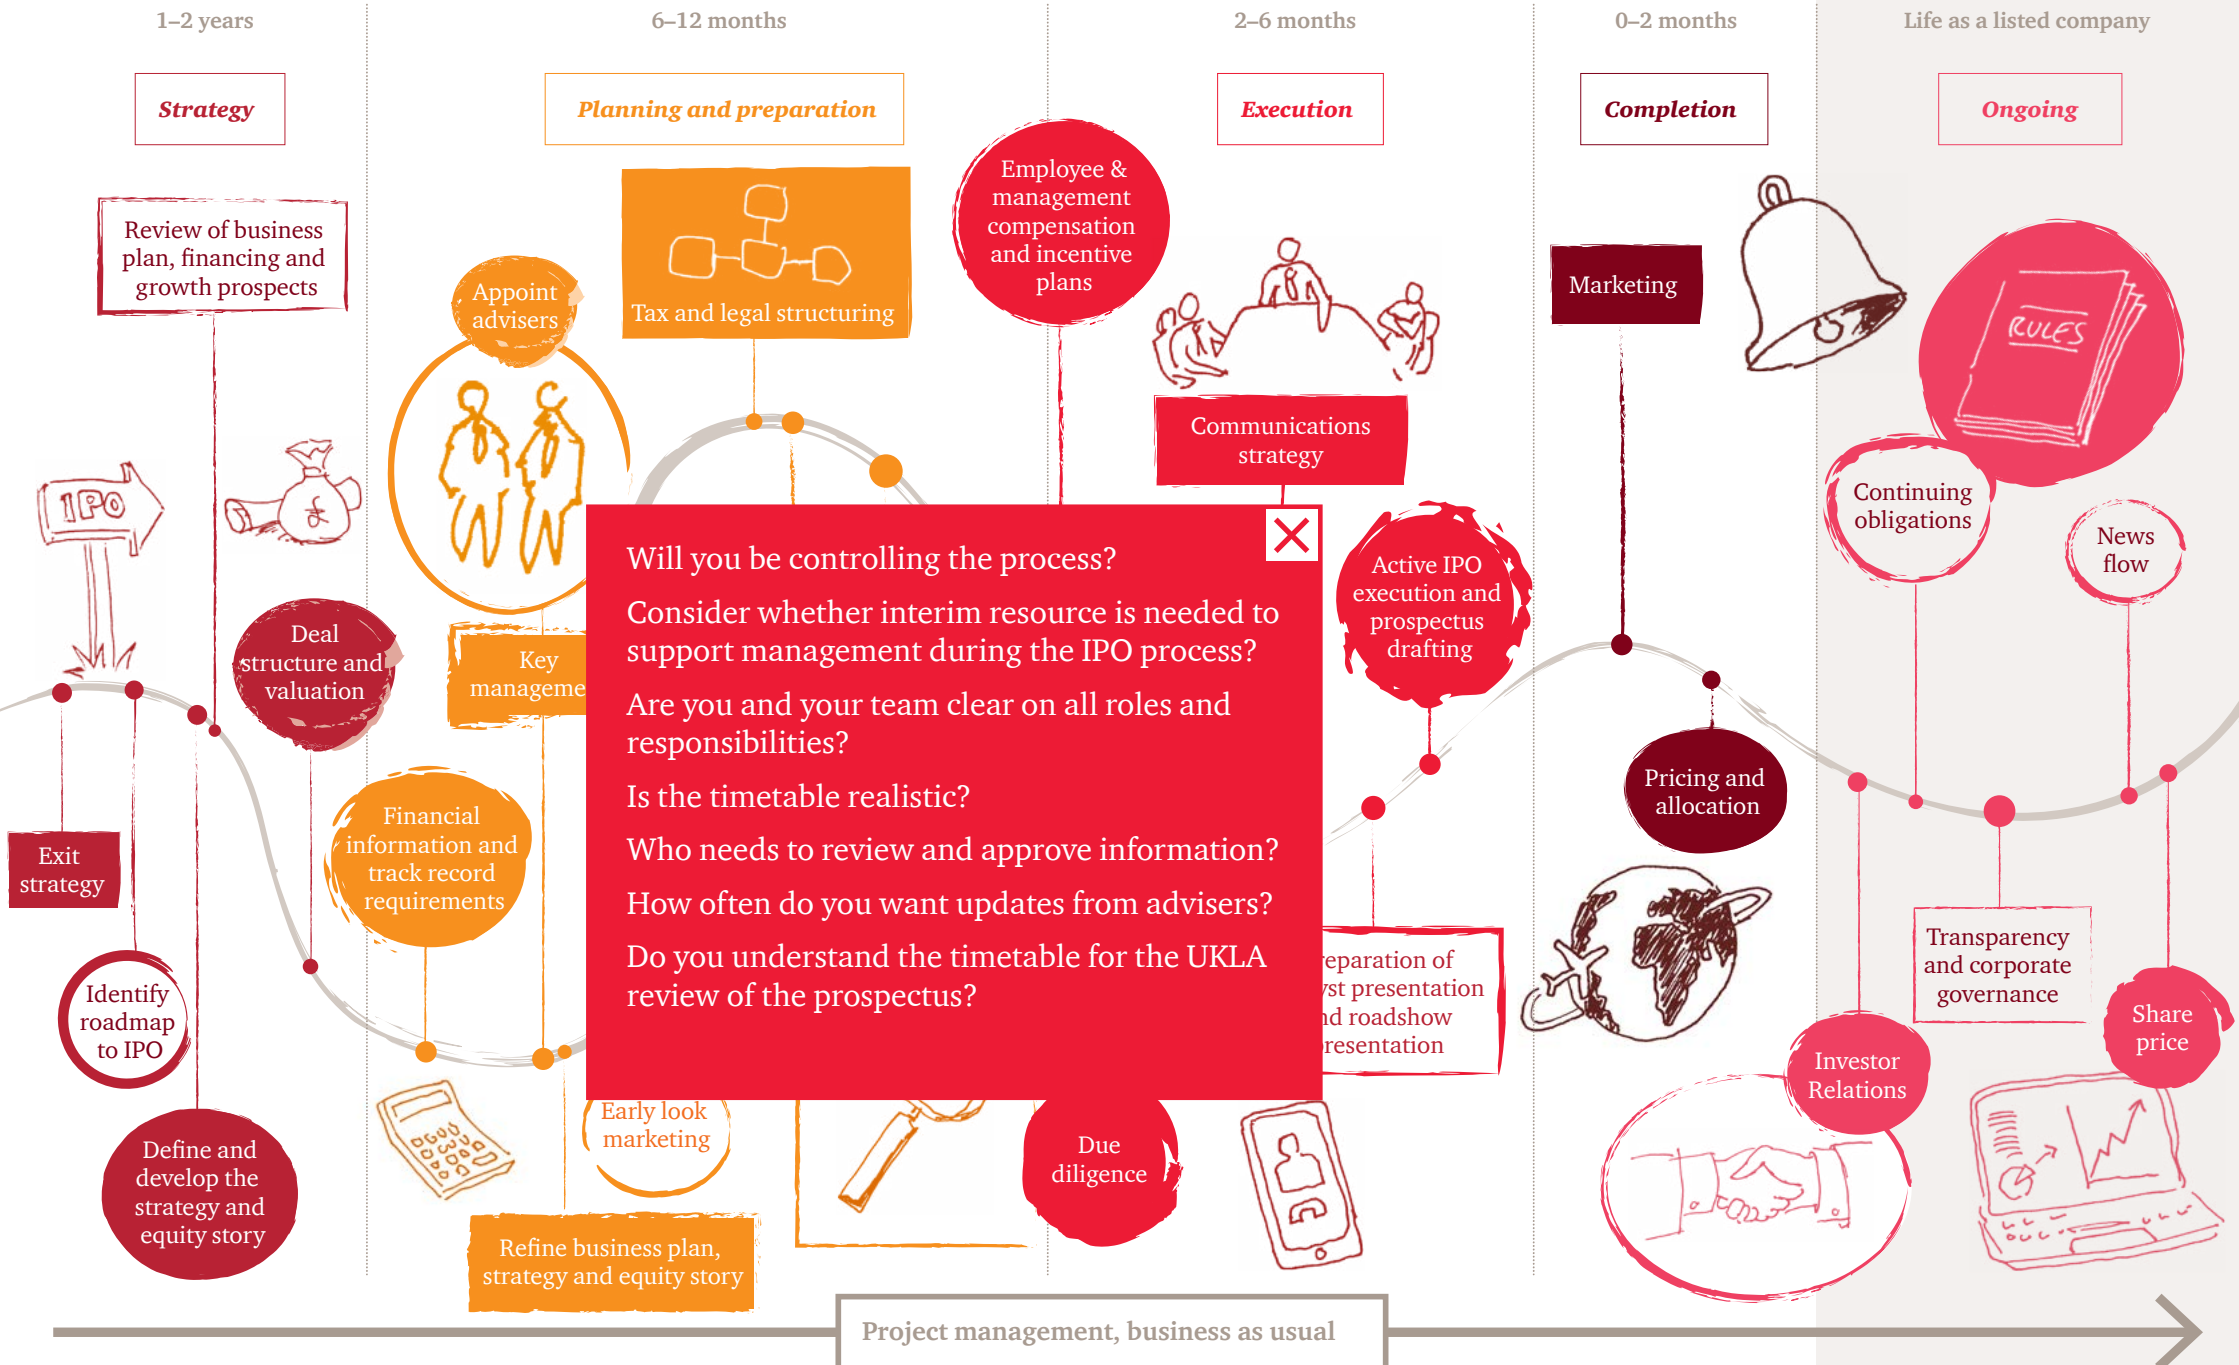 1–2 years
6–12 months
2–6 months
0–2 months
Life as a listed company
Strategy
Planning and preparation
Execution
Completion
Ongoing
Review of business
plan, financing and
growth prospects
IPO
£
Deal
structure and
valuation
Exit
strategy
Identify
roadmap
to IPO
Define and
develop the
strategy and
equity story
Appoint
advisers
Tax and legal structuring
Key
Financial
information and
track record
requirements
Early look
marketing
Refine business plan,
strategy and equity story
Employee &
management
compensation
and incentive
plans
Communications
strategy
Active IPO
execution and
prospectus
drafting
Will you be controlling the process?
Consider whether interim resource is needed to
support management during the IPO process?
Are you and your team clear on all roles and
responsibilities?
Is the timetable realistic?
Who needs to review and approve information?
How often do you want updates from advisers?
Do you understand the timetable for the UKLA
review of the prospectus?
of
presentation
roadshow
Due
diligence
Marketing
Pricing and
allocation
RULES
Continuing
obligations
News
flow
Transparency
and corporate
governance
Share
price
Investor
Relations
Project management, business as usual